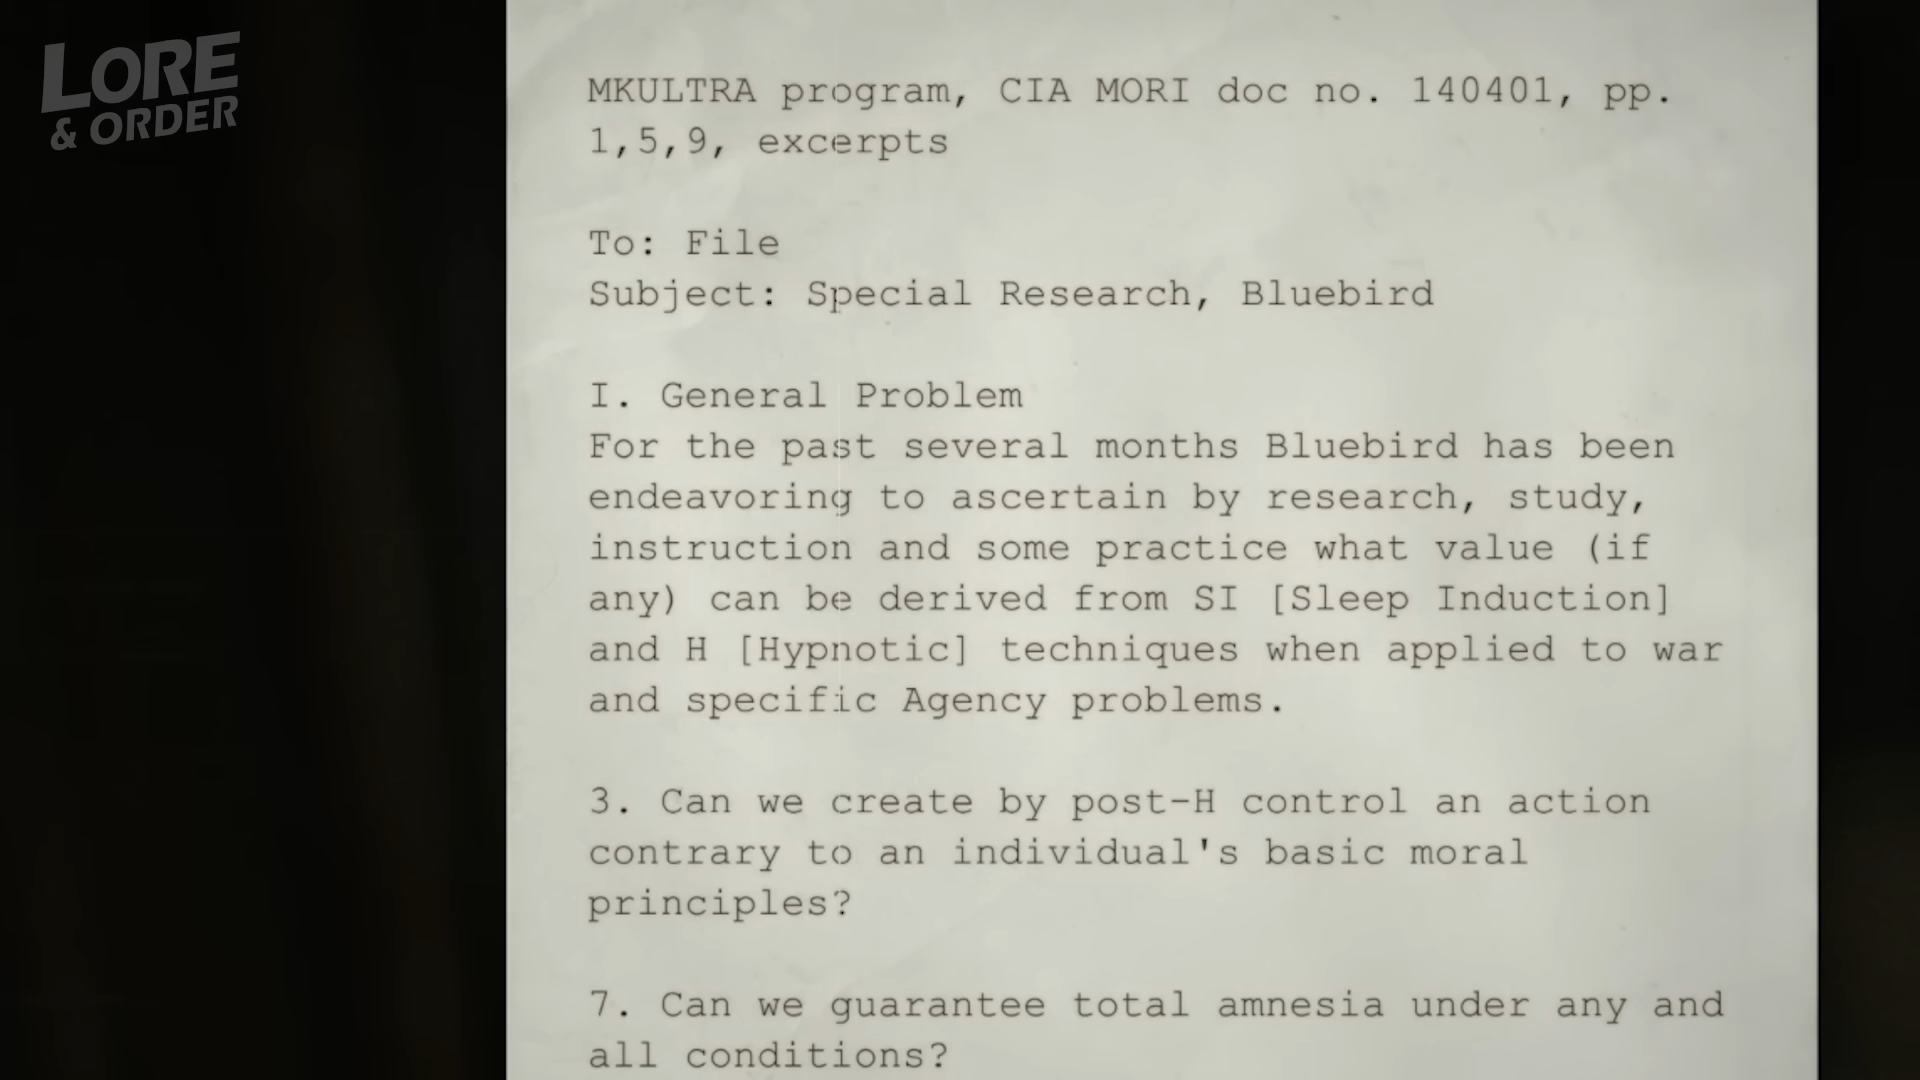 LORE
& ORDER
MKULTRA program, CIA MORI doc no. 140401, pp.
1,5,9, excerpts
To: File
Subject: Special Research, Bluebird
I. General Problem
For the past several months Bluebird has been
endeavoring to ascertain by research, study,
instruction and some practice what value (if
any) can be derived from SI [Sleep Induction]
and H [Hypnotic] techniques when applied to war
and specific Agency problems.
3. Can we create by post-H control an action
contrary to an individual's basic moral
principles?
7. Can we guarantee total amnesia under any and
all conditions?